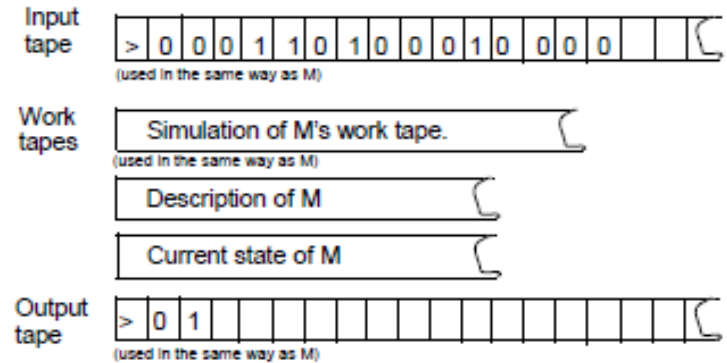 Input tape
> 0 0 0 1 1 0 1 0 0 0 1 0 0 0 0
(used in the same way as M)
Work tapes
Simulation of M's work tape.
(used in the same way as M)
Description of M
Current state of M
Output tape
> 0 1
(used in the same way as M)